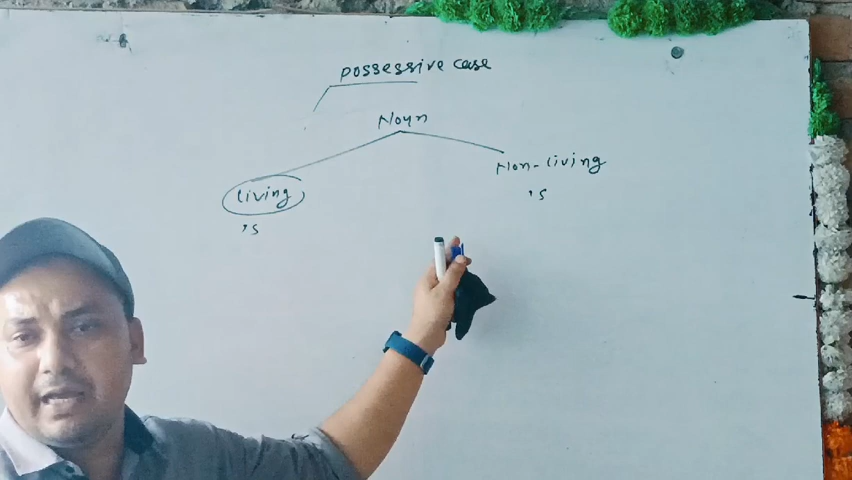 possessive case
Noun
Living
Non-living
's
's